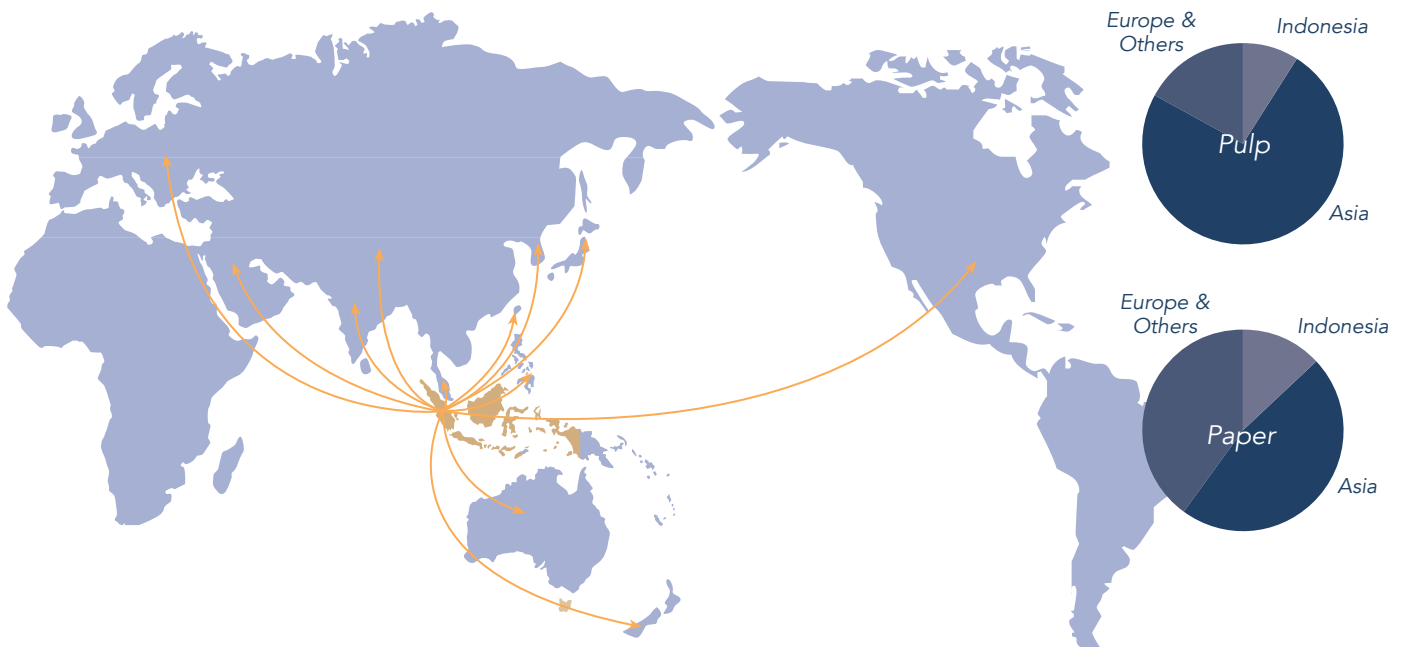 Europe &
Others
Indonesia
Pulp
Asia
Europe &
Others
Indonesia
Paper
Asia